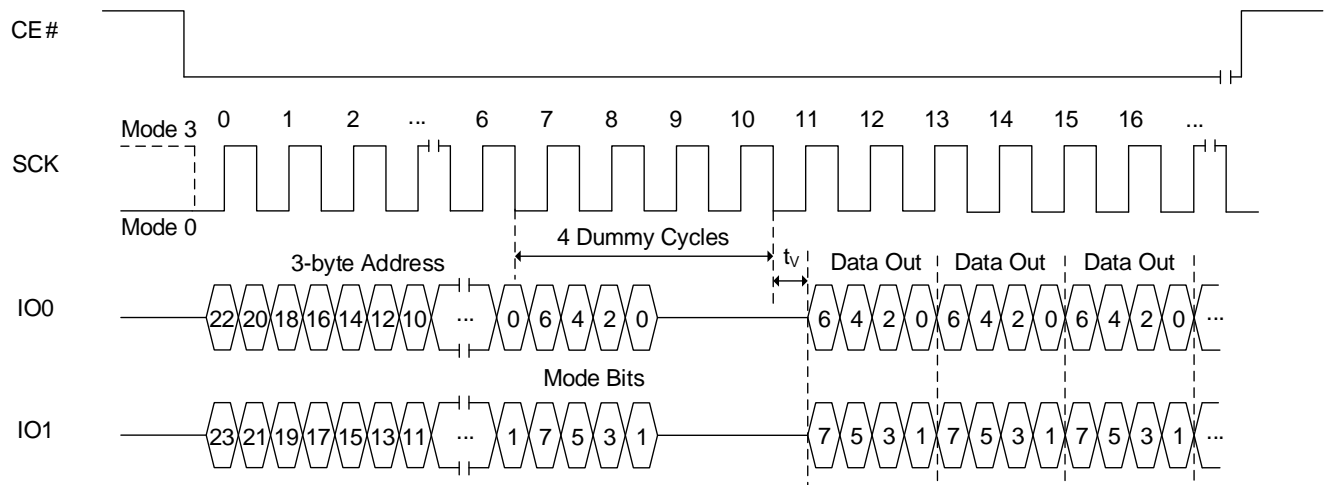 CE#
0 1 2 ... 6 7 8 9 10 11 12 13 14 15 16 ...
Mode 3
SCK
Mode 0
4 Dummy Cycles
tV
3-byte Address
Data Out Data Out Data Out
IO0
22 20 18 16 14 12 10 ... 0 6 4 2 0 6 4 2 0 6 4 2 0 6 4 2 0 ...
Mode Bits
IO1
23 21 19 17 15 13 11 ... 1 7 5 3 1 7 5 3 1 7 5 3 1 7 5 3 1 ...